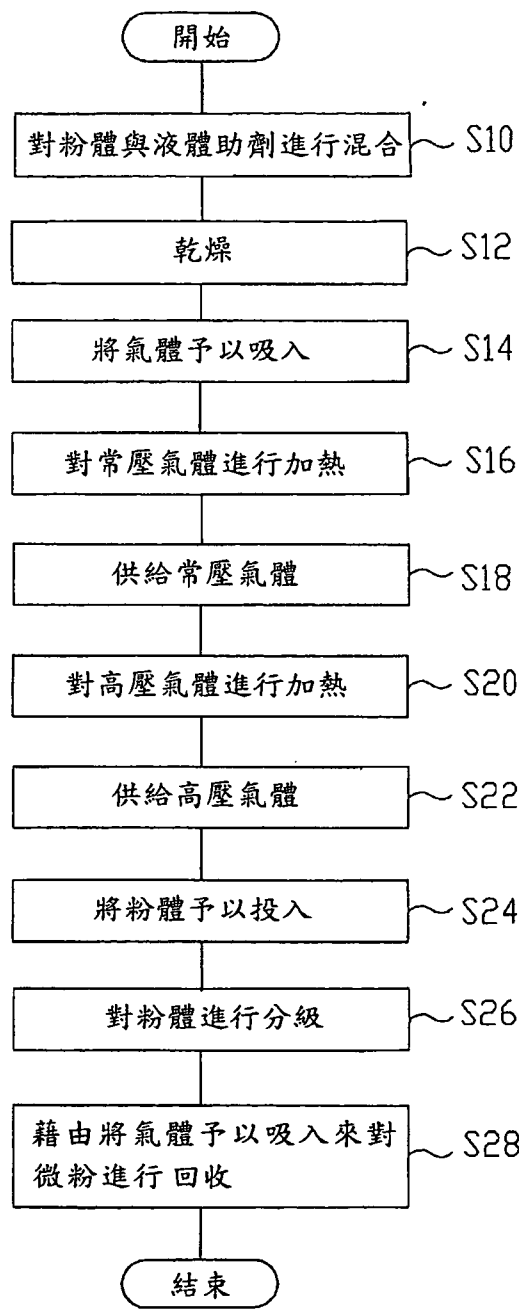 開始
對粉體與液體助劑進行混合 S10
乾燥 S12
將氣體予以吸入 S14
對常壓氣體進行加熱 S16
供給常壓氣體 S18
對高壓氣體進行加熱 S20
供給高壓氣體 S22
將粉體予以投入 S24
對粉體進行分級 S26
藉由將氣體予以吸入來對 S28
微粉進行回收
結束